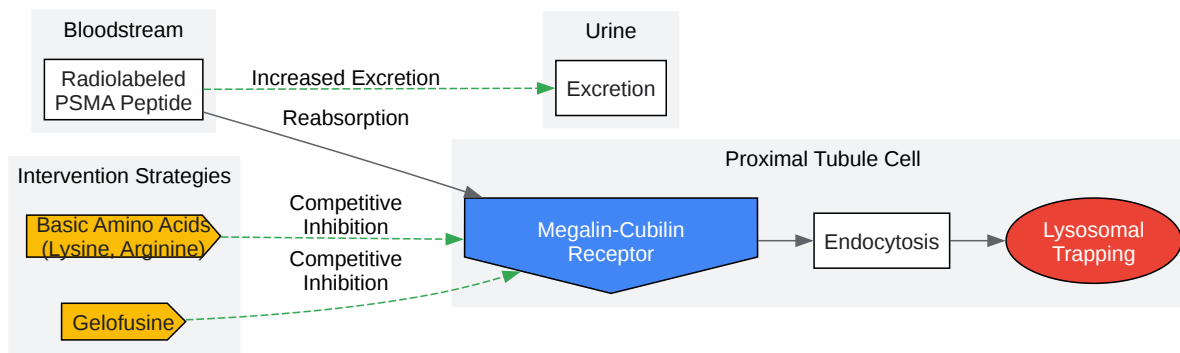 Bloodstream
Radiolabeled
PSMA Peptide
Increased Excretion
Urine
Excretion
Reabsorption
Proximal Tubule Cell
Intervention Strategies
Basic Amino Acids
(Lysine, Arginine)
Competitive
Inhibition
Megalin-Cubilin
Receptor
Endocytosis
Lysosomal
Trapping
Competitive
Inhibition
Gelofusine